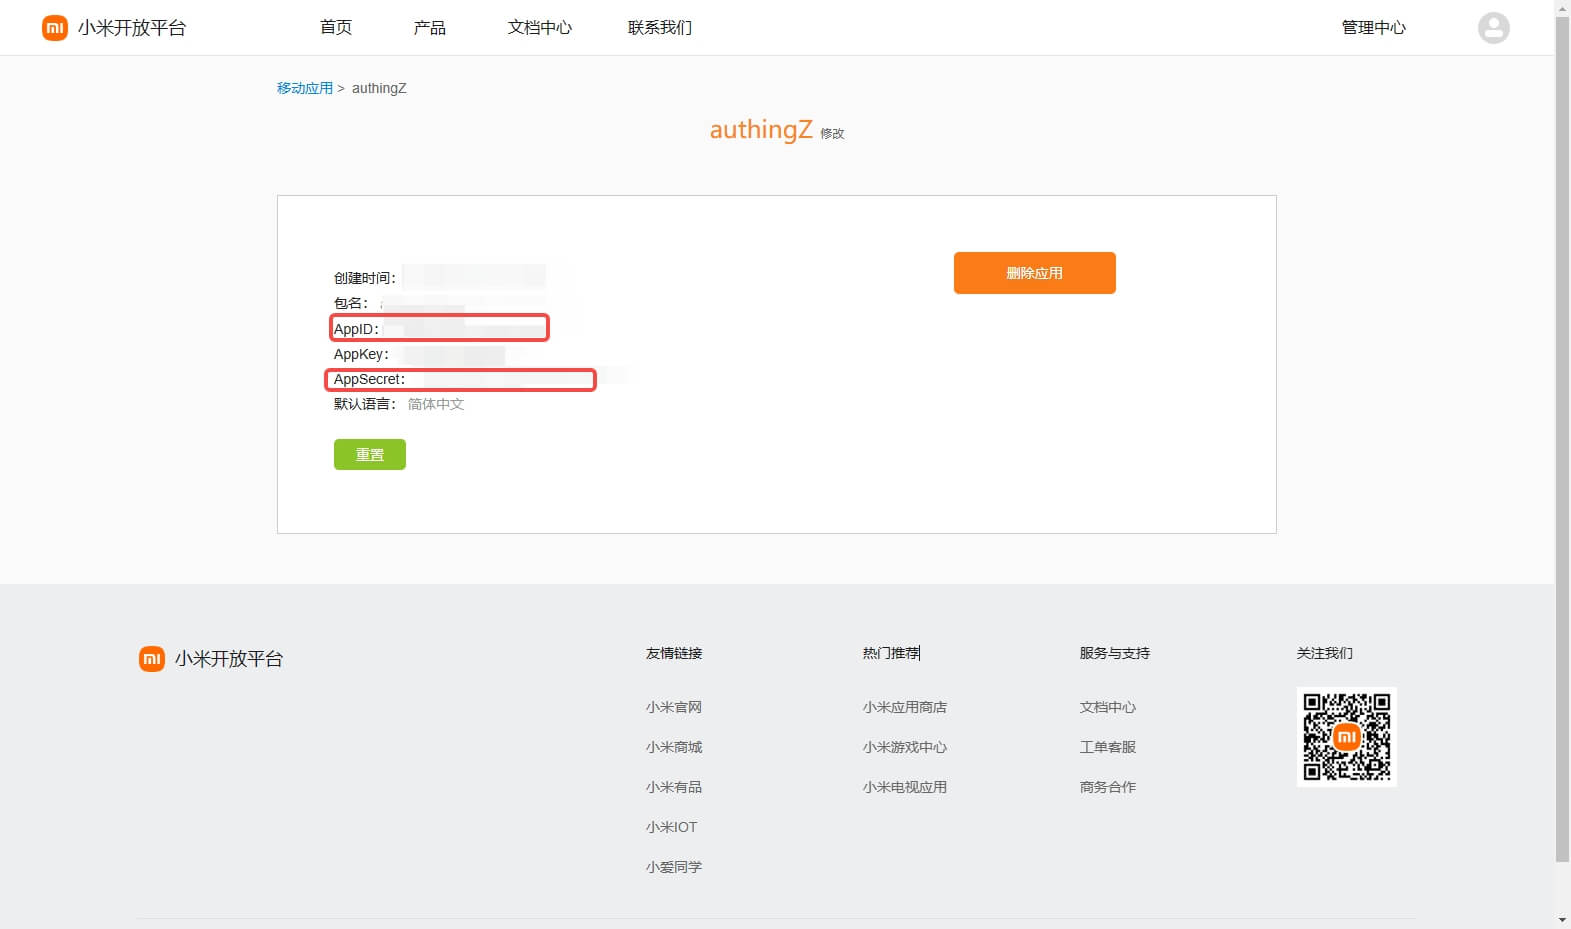 mi 小米开放平台 首页 产品 文档中心 联系我们 管理中心
移动应用 > authingZ
authingZ 修改
创建时间：
删除应用
包名：
AppID：
AppKey：
AppSecret：
默认语言： 简体中文
重置
mi 小米开放平台
友情链接
小米官网
小米商城
小米有品
小米IOT
小爱同学
热门推荐
小米应用商店
小米游戏中心
小米电视应用
服务与支持
文档中心
工单客服
商务合作
关注我们
mi